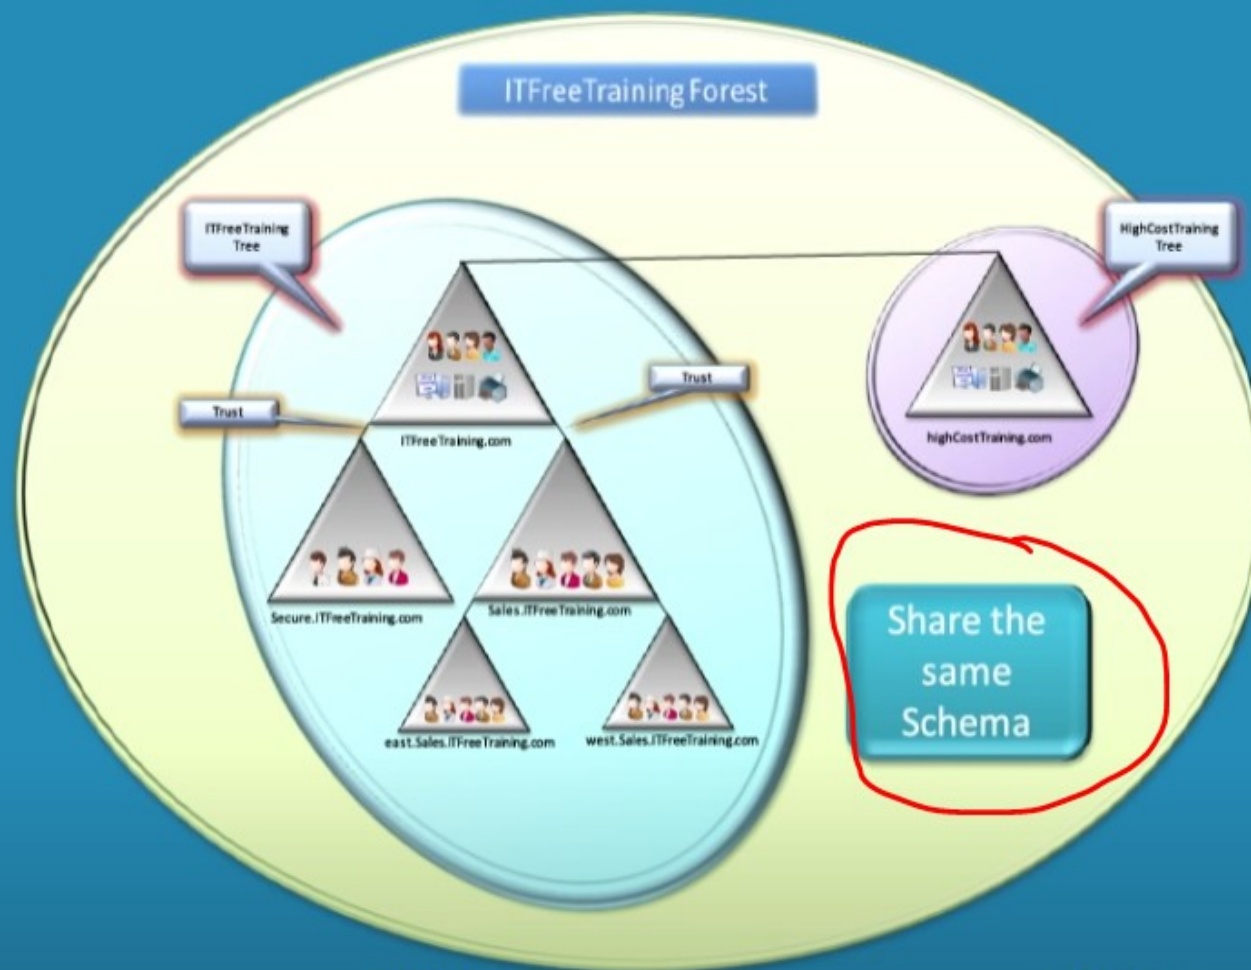 ITFreeTraining Forest
ITFreeTraining
Tree
HighCostTraining
Tree
Trust
Trust
ITFreeTraining.com
highCostTraining.com
Secure.ITFreeTraining.com
Sales.ITFreeTraining.com
east.Sales.ITFreeTraining.com
west.Sales.ITFreeTraining.com
Share the
same
Schema